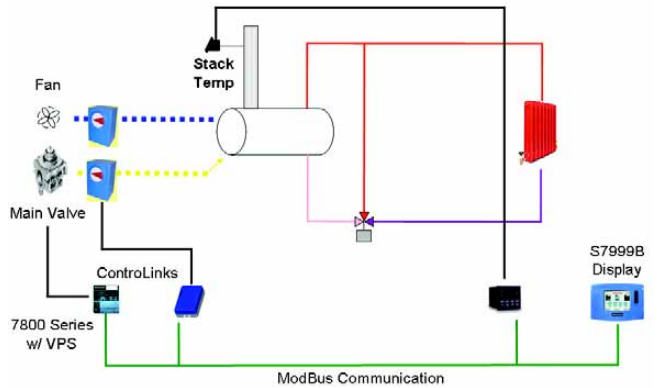 Stack
Temp
Fan
Main Valve
ControLinks
S7999B
Display
7800 Series
w/ VPS
ModBus Communication